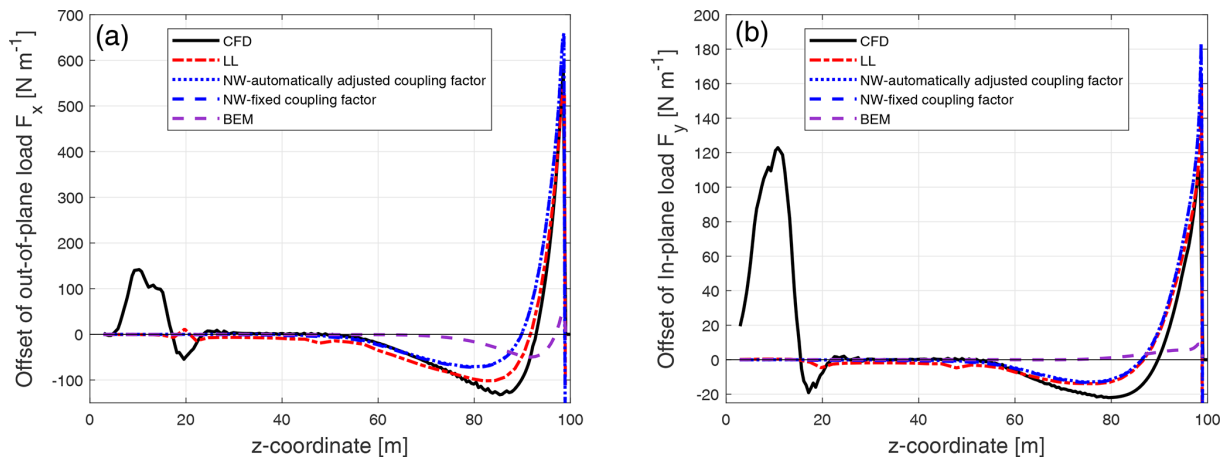 (a)
CFD
LL
NW-automatically adjusted coupling factor
NW-fixed coupling factor
BEM
Offset of out-of-plane load F_x [N m^-1]
700
600
500
400
300
200
100
0
-100
0 20 40 60 80 100
z-coordinate [m]
(b)
CFD
LL
NW-automatically adjusted coupling factor
NW-fixed coupling factor
BEM
Offset of In-plane load F_y [N m^-1]
200
180
160
140
120
100
80
60
40
20
0
-20
0 20 40 60 80 100
z-coordinate [m]